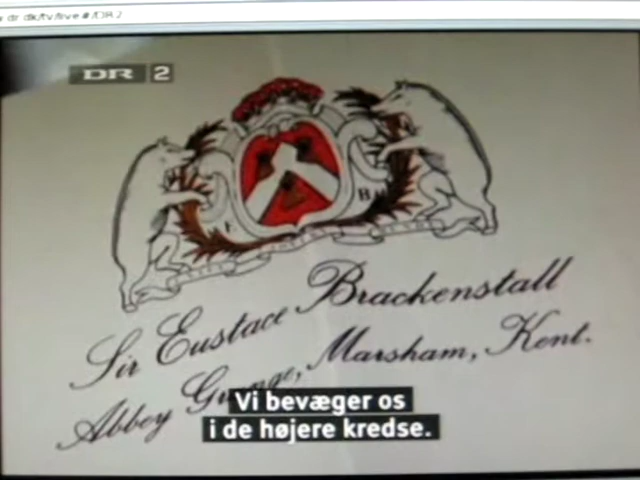 dr.dk/tv/live#/DR2
DR 2
E B
Sir Eustace Brackenstall
Abbey Grange, Marsham, Kent.
Vi bevæger os
i de højere kredse.